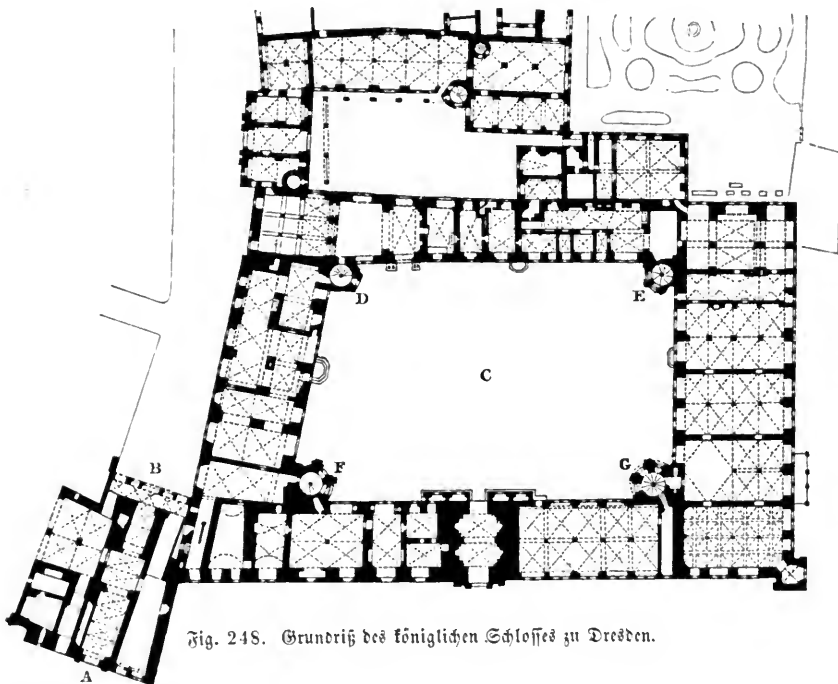 D
E
C
F
G
B
A
Fig. 248. Grundriß des königlichen Schlosses zu Dresden.